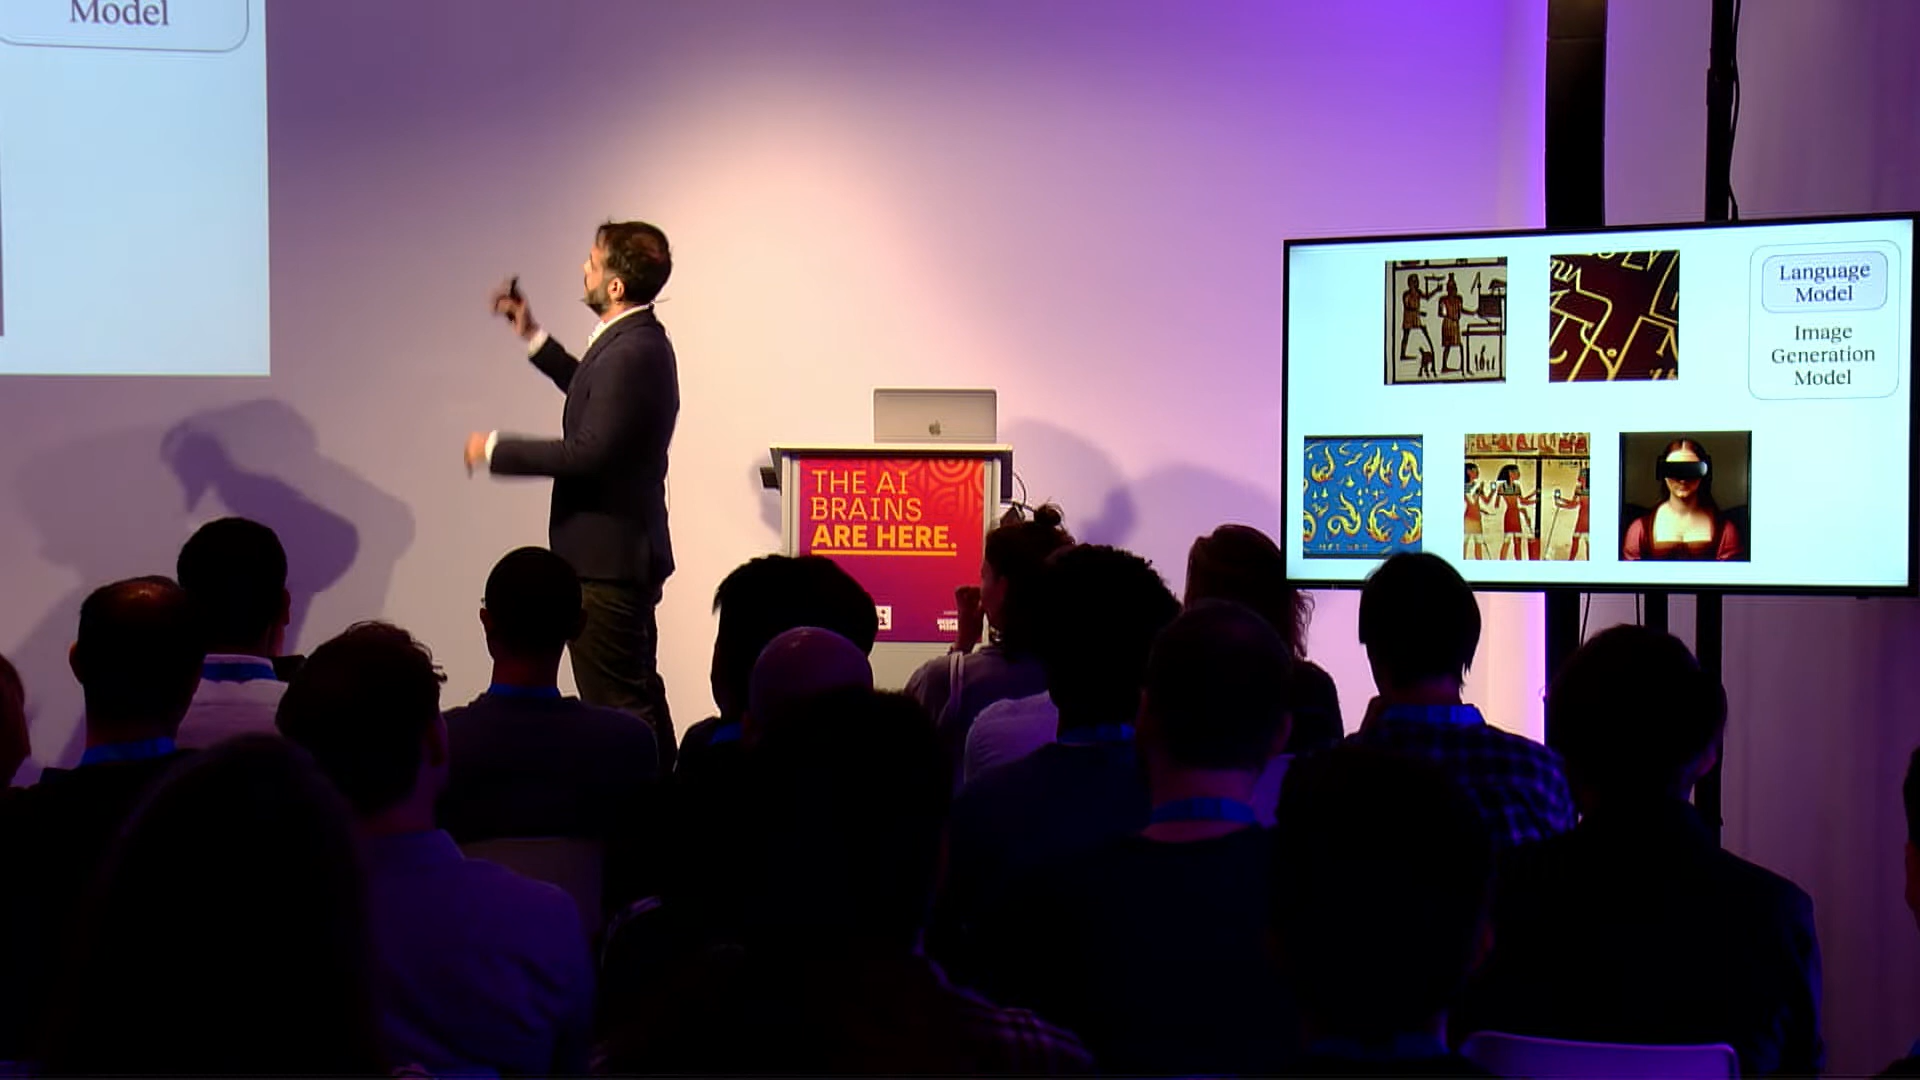 Model
THE AI
BRAINS
ARE HERE.
Language
Model
Image
Generation
Model